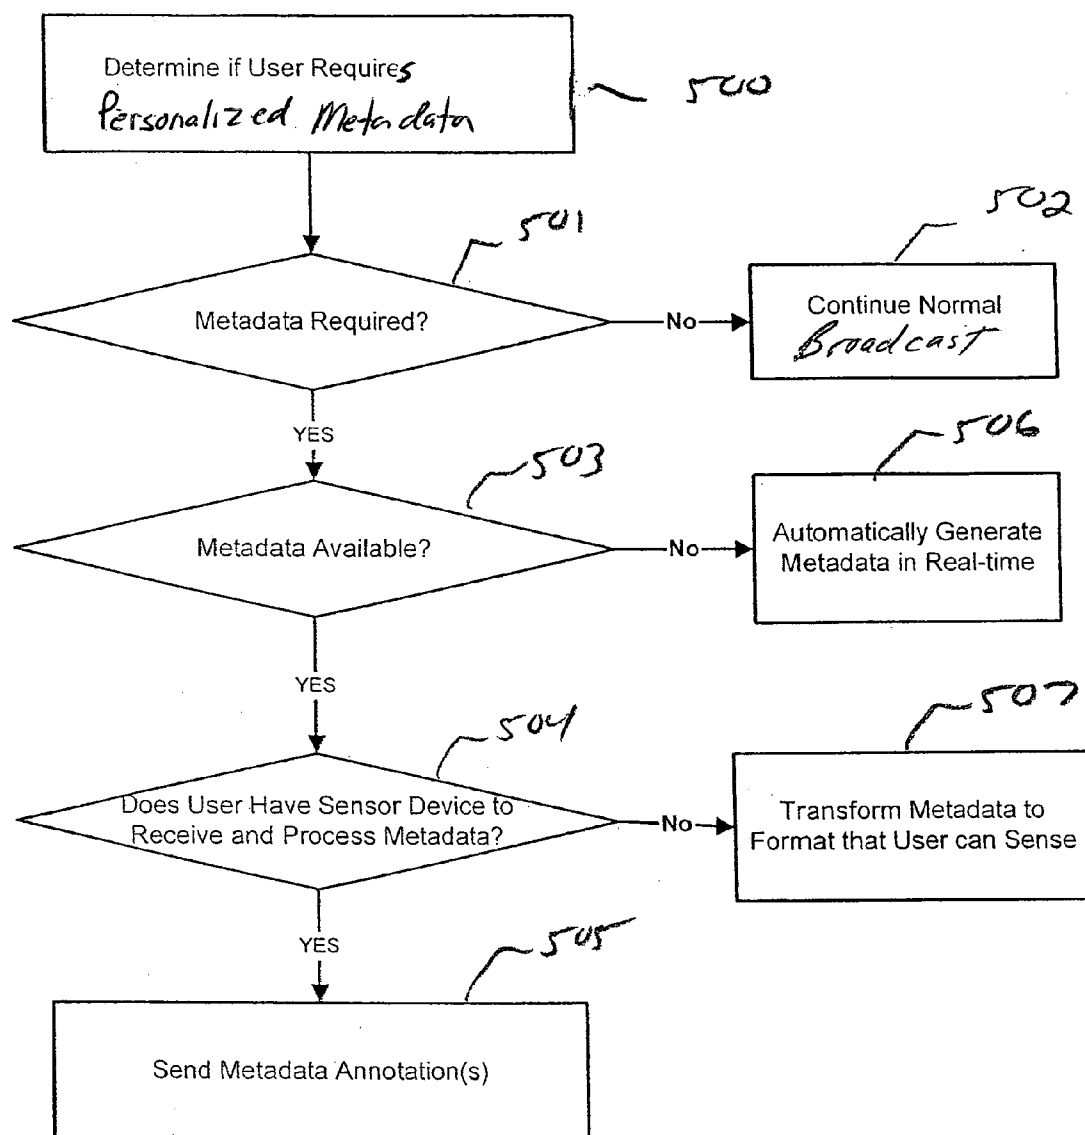 Determine if User Requires
Personalized Metadata
500
501
502
Metadata Required?
No
Continue Normal
Broadcast
YES
503
506
Metadata Available?
No
Automatically Generate
Metadata in Real-time
YES
504
507
Does User Have Sensor Device to
Receive and Process Metadata?
No
Transform Metadata to
Format that User can Sense
YES
505
Send Metadata Annotation(s)